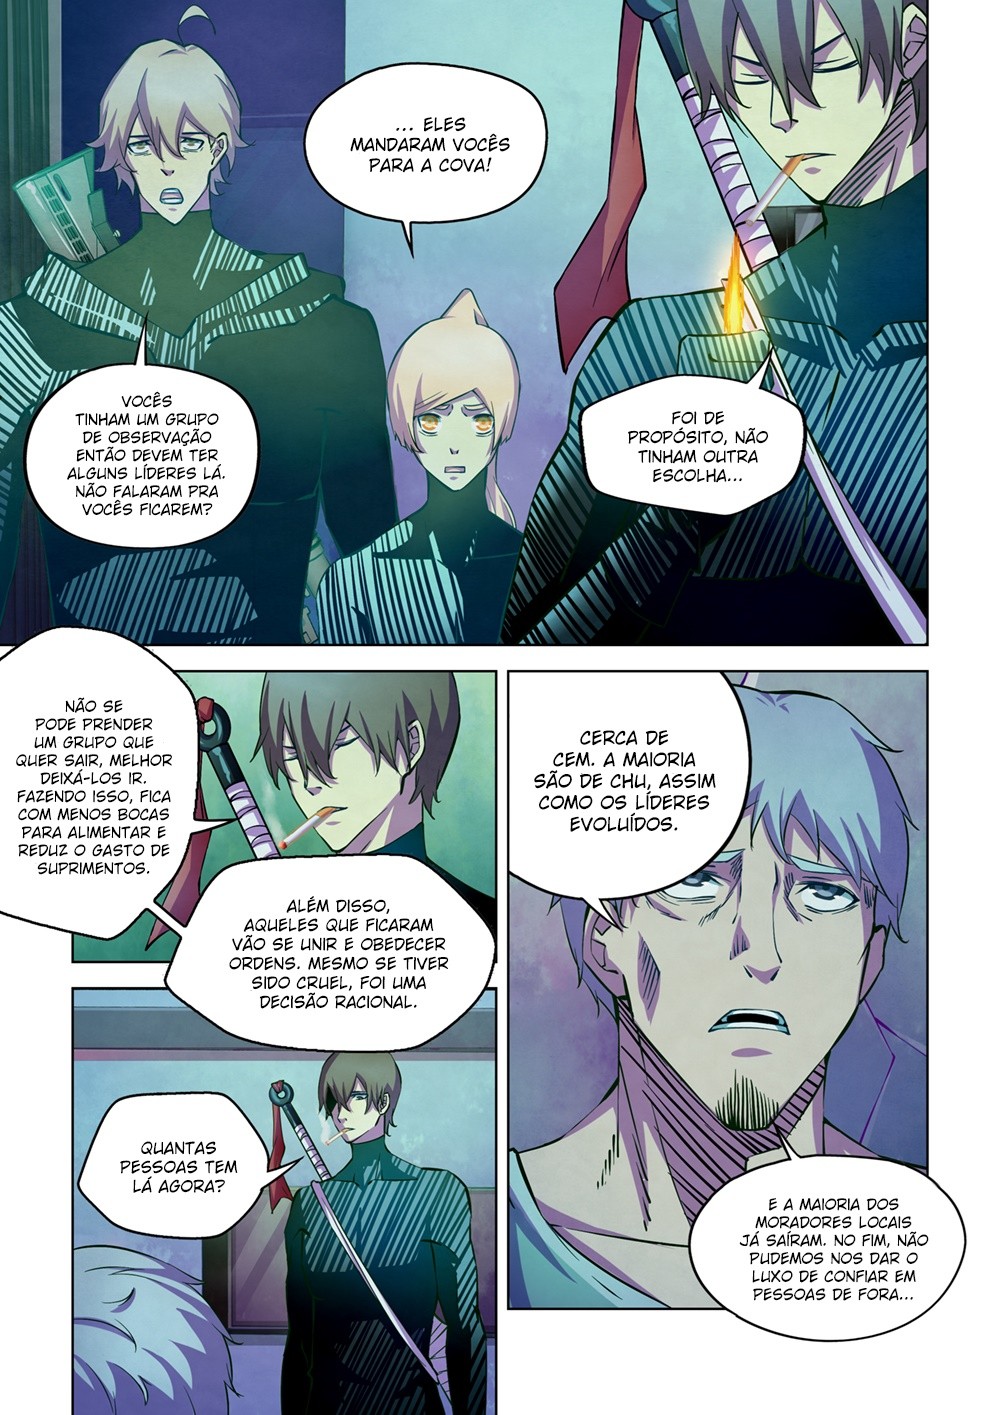 ... ELES
MANDARAM VOCÊS
PARA A COVA!
VOCÊS
TINHAM UM GRUPO
DE OBSERVAÇÃO
ENTÃO DEVEM TER
ALGUNS LÍDERES LÁ.
NÃO FALARAM PRA
VOCÊS FICAREM?
FOI DE
PROPÓSITO, NÃO
TINHAM OUTRA
ESCOLHA...
NÃO SE
PODE PRENDER
UM GRUPO QUE
QUER SAIR, MELHOR
DEIXÁ-LOS IR.
FAZENDO ISSO, FICA
COM MENOS BOCAS
PARA ALIMENTAR E
REDUZ O GASTO DE
SUPRIMENTOS.
ALÉM DISSO,
AQUELES QUE FICARAM
VÃO SE UNIR E OBEDECER
ORDENS. MESMO SE TIVER
SIDO CRUEL, FOI UMA
DECISÃO RACIONAL.
QUANTAS
PESSOAS TEM
LÁ AGORA?
CERCA DE
CEM. A MAIORIA
SÃO DE CHU, ASSIM
COMO OS LÍDERES
EVOLUÍDOS.
E A MAIORIA DOS
MORADORES LOCAIS
JÁ SAÍRAM. NO FIM, NÃO
PUDEMOS NOS DAR O
LUXO DE CONFIAR EM
PESSOAS DE FORA...